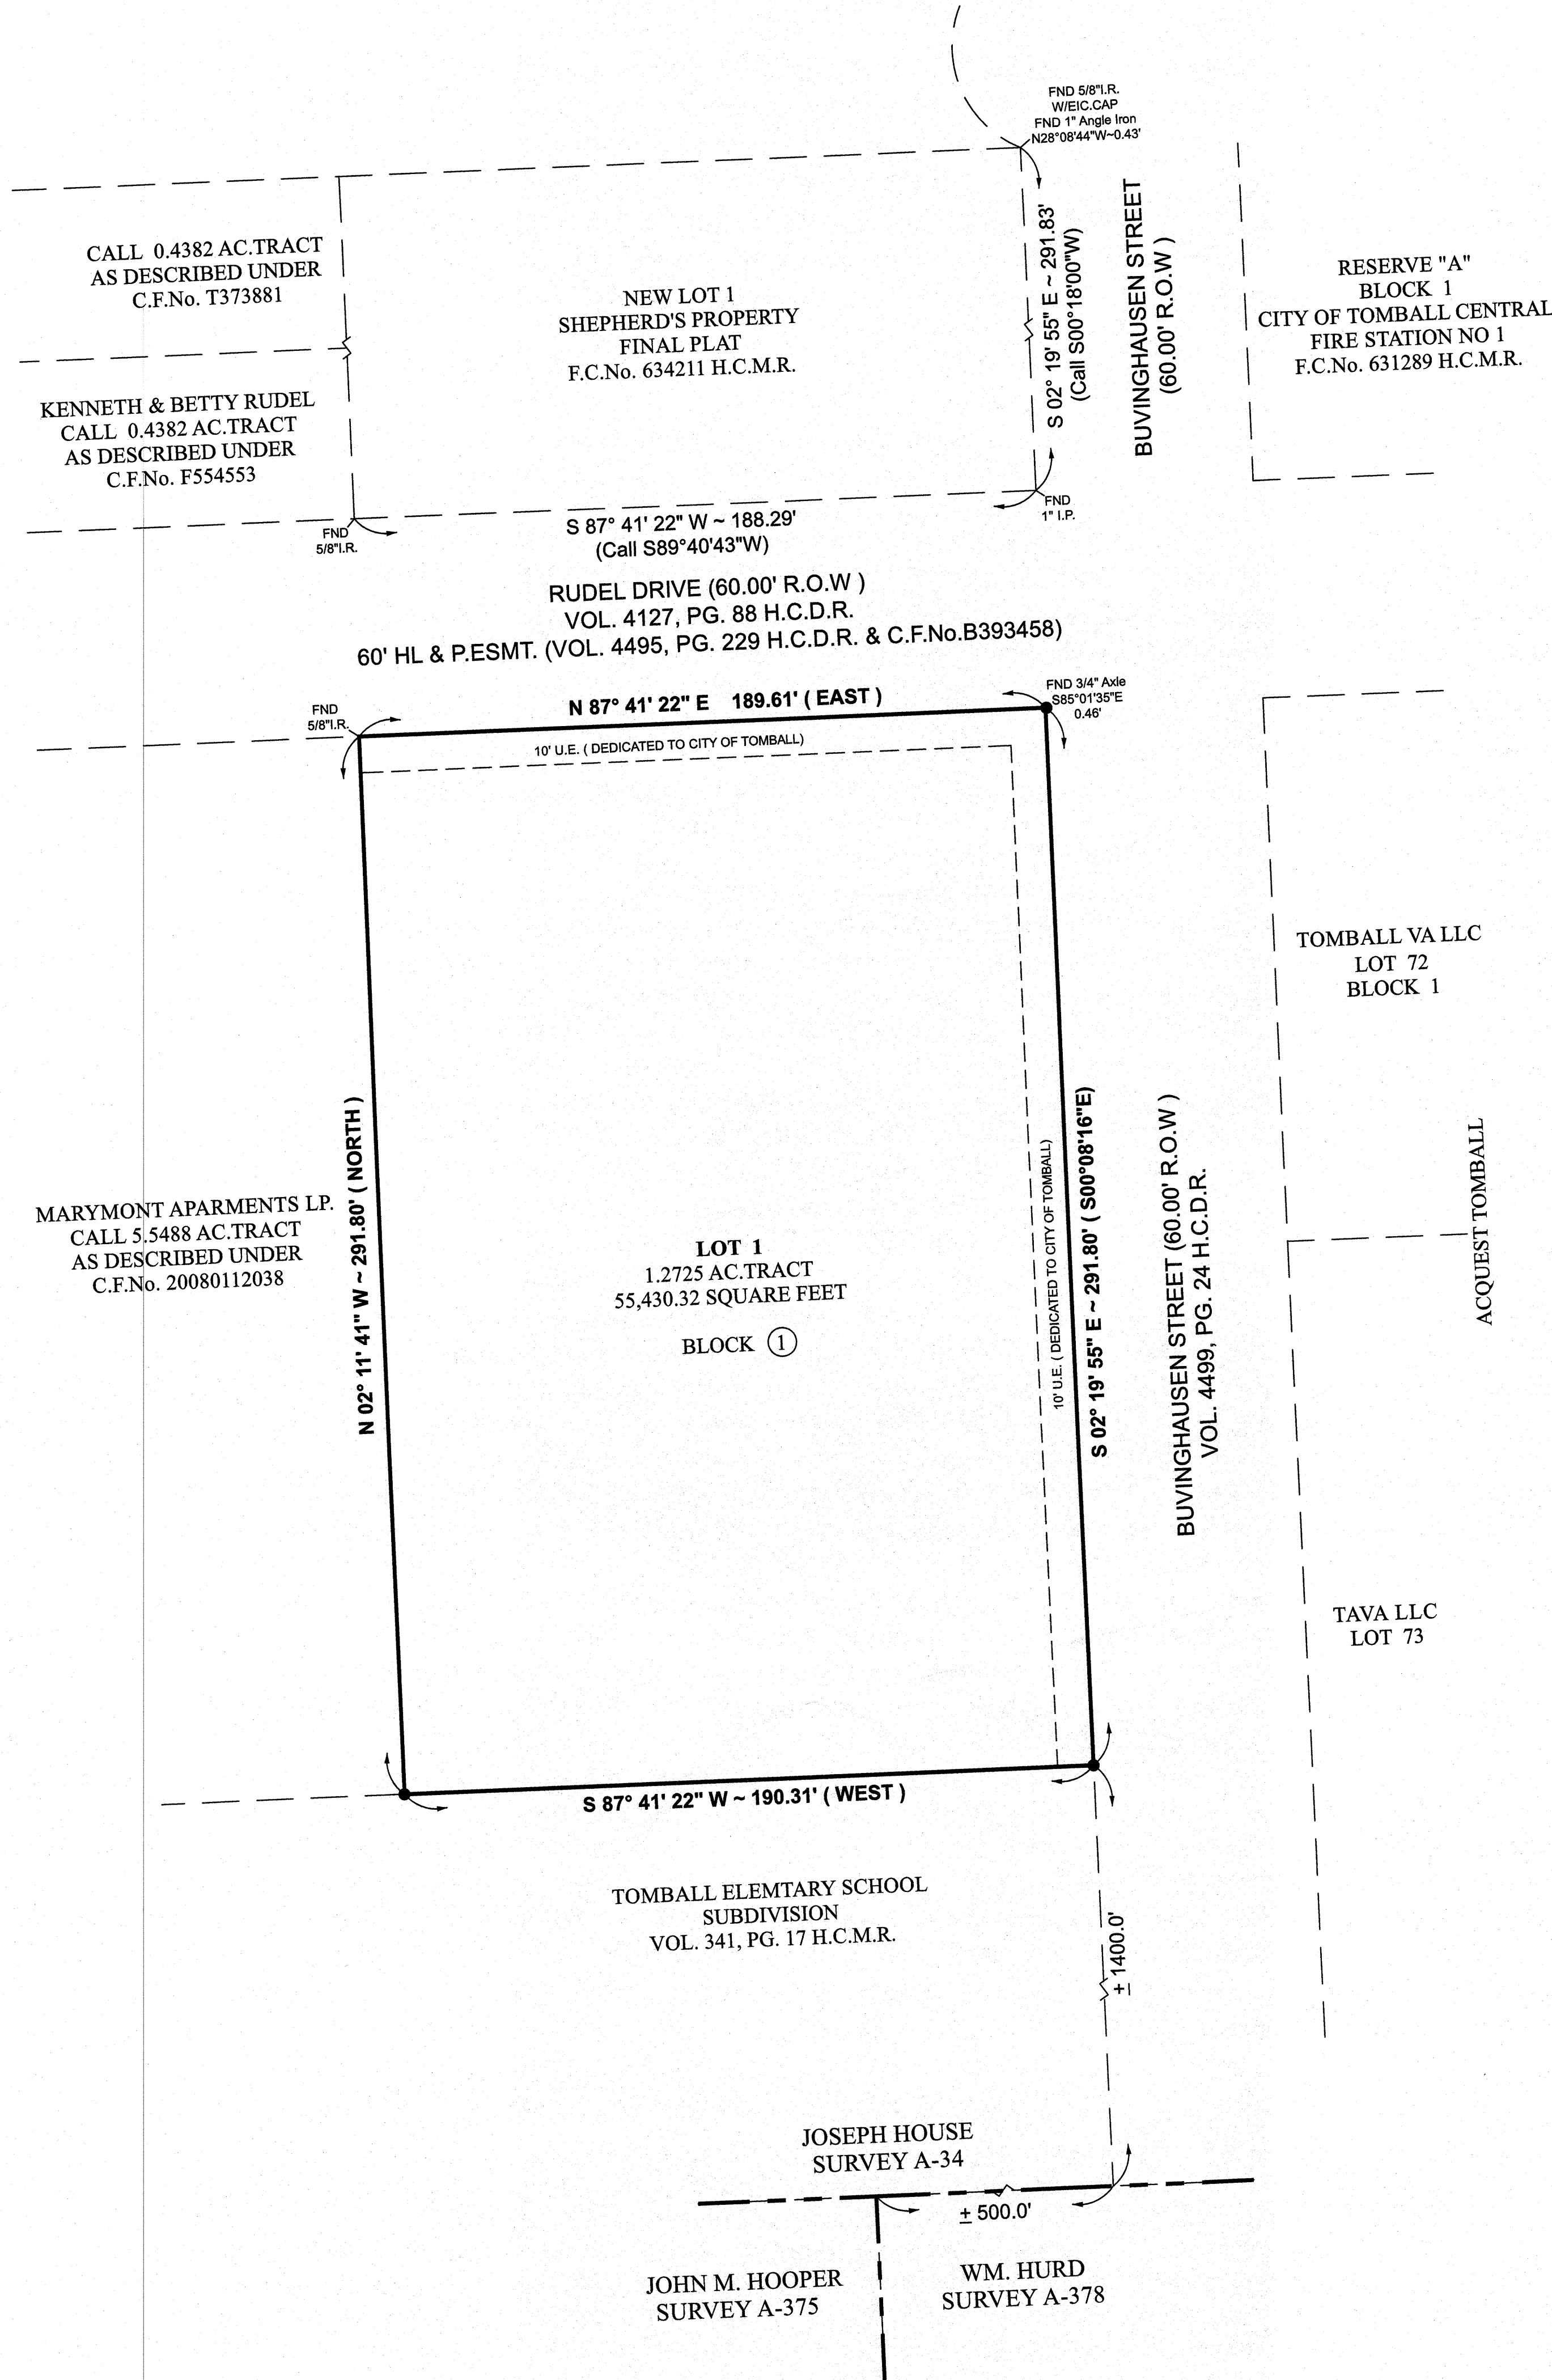 FND 5/8"I.R.
W/EIC.CAP
FND 1" Angle Iron
N28°08'44"W~0.43'
CALL 0.4382 AC.TRACT
AS DESCRIBED UNDER
C.F.No. T373881
NEW LOT 1
SHEPHERD'S PROPERTY
FINAL PLAT
F.C.No. 634211 H.C.M.R.
S 02° 19' 55" E ~ 291.83'
(Call S00°18'00"W)
BUVINGHAUSEN STREET
(60.00' R.O.W )
RESERVE "A"
BLOCK 1
CITY OF TOMBALL CENTRAL
FIRE STATION NO 1
F.C.No. 631289 H.C.M.R.
KENNETH & BETTY RUDEL
CALL 0.4382 AC.TRACT
AS DESCRIBED UNDER
C.F.No. F554553
FND
5/8"I.R.
FND
1" I.P.
S 87° 41' 22" W ~ 188.29'
(Call S89°40'43"W)
RUDEL DRIVE (60.00' R.O.W )
VOL. 4127, PG. 88 H.C.D.R.
60' HL & P.ESMT. (VOL. 4495, PG. 229 H.C.D.R. & C.F.No.B393458)
FND
5/8"I.R.
N 87° 41' 22" E 189.61' ( EAST )
FND 3/4" Axle
S85°01'35"E
0.46'
10' U.E. ( DEDICATED TO CITY OF TOMBALL)
TOMBALL VA LLC
LOT 72
BLOCK 1
MARYMONT APARMENTS LP.
CALL 5.5488 AC.TRACT
AS DESCRIBED UNDER
C.F.No. 20080112038
N 02° 11' 41" W ~ 291.80' ( NORTH )
LOT 1
1.2725 AC.TRACT
55,430.32 SQUARE FEET
BLOCK 1
10' U.E. ( DEDICATED TO CITY OF TOMBALL)
S 02° 19' 55" E ~ 291.80' ( S00°08'16"E)
BUVINGHAUSEN STREET (60.00' R.O.W )
VOL. 4499, PG. 24 H.C.D.R.
ACQUEST TOMBALL
TAVA LLC
LOT 73
S 87° 41' 22" W ~ 190.31' ( WEST )
TOMBALL ELEMTARY SCHOOL
SUBDIVISION
VOL. 341, PG. 17 H.C.M.R.
± 1400.0'
JOSEPH HOUSE
SURVEY A-34
± 500.0'
JOHN M. HOOPER
SURVEY A-375
WM. HURD
SURVEY A-378